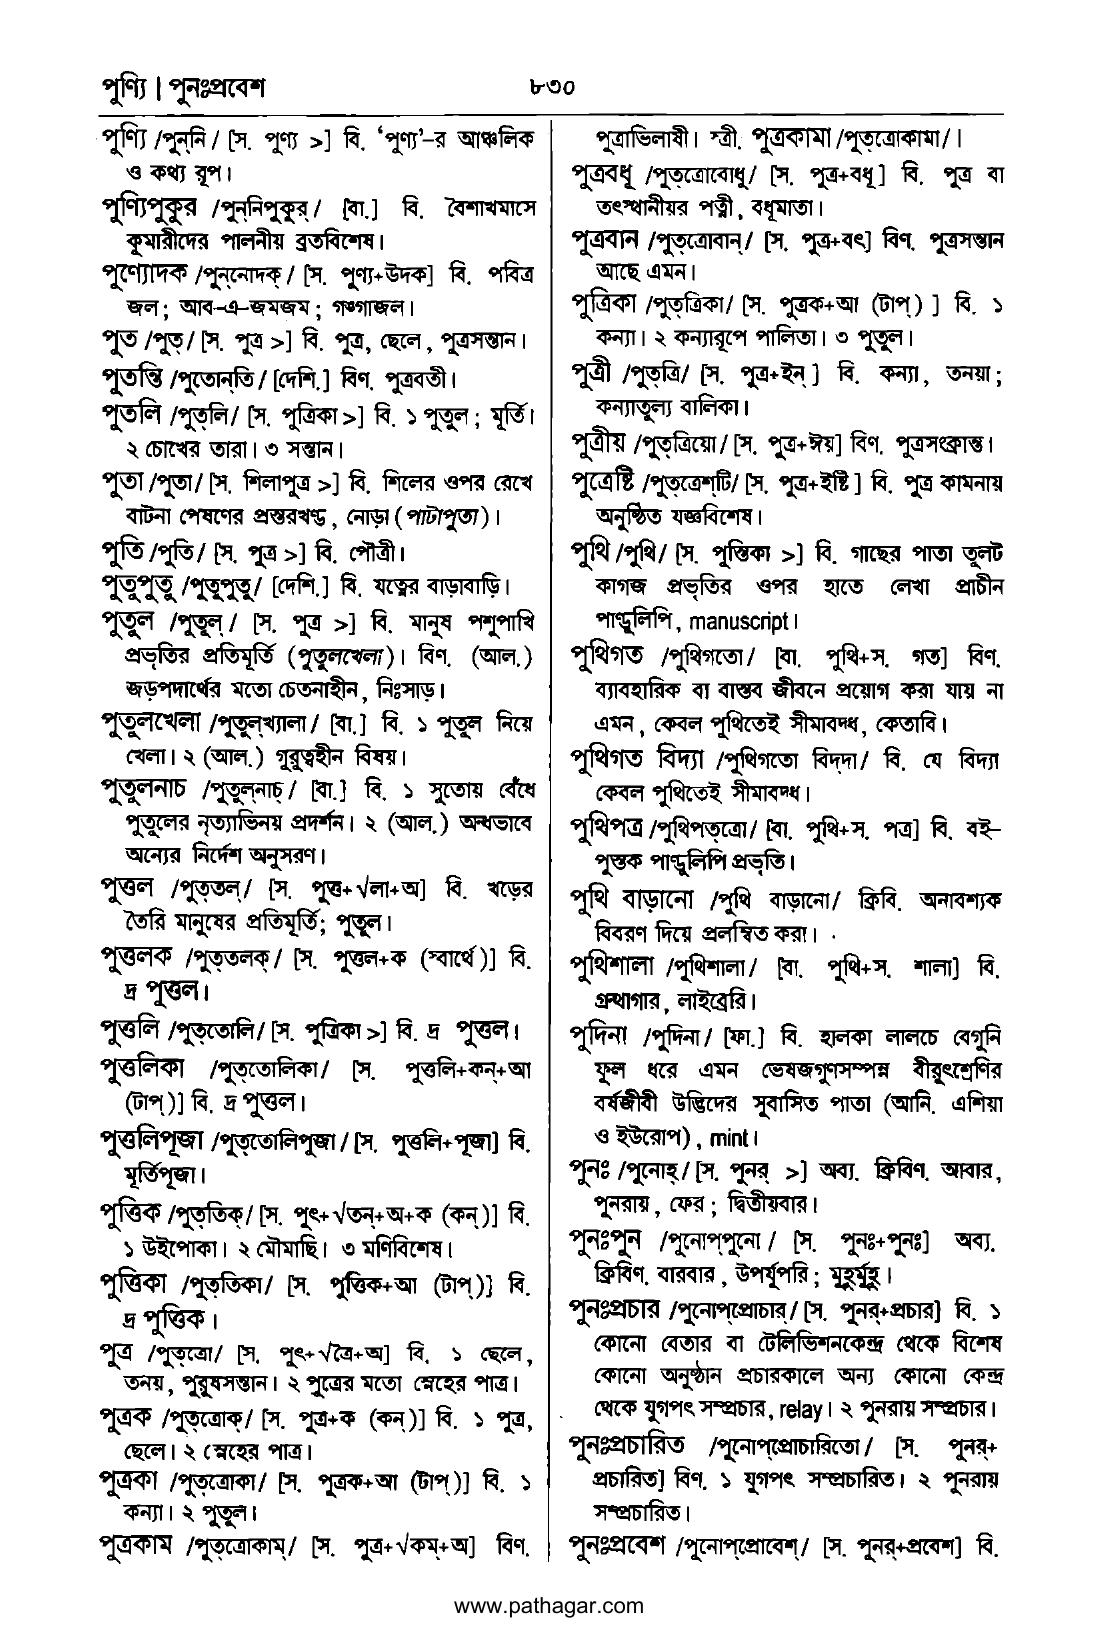 পুণ্যি | পুনঃপ্রবেশ
৮৩০
পুণ্যি /পুন্‌নি/ [স. পুণ্য >] বি. ‘পুণ্য’-র আঞ্চলিক
ও কথ্য রূপ।
পুণ্যিপুকুর /পুন্‌নিপুকুর্/ [বা.] বি. বৈশাখমাসে
কুমারীদের পালনীয় ব্রতবিশেষ।
পুণ্যোদক /পুন্‌নোদক্/ [স. পুণ্য+উদক] বি. পবিত্র
জল; আব-এ-জমজম; গঙ্গাজল।
পুত /পুত্/ [স. পুত্র >] বি. পুত্র, ছেলে, পুত্রসন্তান।
পুতন্তি /পুতোন্‌তি/ [দেশি.] বিণ. পুত্রবতী।
পুতলি /পুত্‌লি/ [স. পুত্রিকা >] বি. ১ পুতুল; মূর্তি।
২ চোখের তারা। ৩ সন্তান।
পুতা /পুতা/ [স. শিলাপুত্র >] বি. শিলের ওপর রেখে
বাটনা পেষণের প্রস্তরখণ্ড, নোড়া (পাটাপুতা)।
পুতি /পুতি/ [স. পুত্র >] বি. পৌত্রী।
পুতুপুতু /পুতুপুতু/ [দেশি.] বি. যত্নের বাড়াবাড়ি।
পুতুল /পুতুল্/ [স. পুত্র >] বি. মানুষ পশুপাখি
প্রভৃতির প্রতিমূর্তি (পুতুলখেলা)। বিণ. (আল.)
জড়পদার্থের মতো চেতনাহীন, নিঃসাড়।
পুতুলখেলা /পুতুল্‌খ্যালা/ [বা.] বি. ১ পুতুল নিয়ে
খেলা। ২ (আল.) গুরুত্বহীন বিষয়।
পুতুলনাচ /পুতুল্‌নাচ্/ [বা.] বি. ১ সুতোয় বেঁধে
পুতুলের নৃত্যাভিনয় প্রদর্শন। ২ (আল.) অন্ধভাবে
অন্যের নির্দেশ অনুসরণ।
পুত্তল /পুত্‌তল্/ [স. পুত্ত+√লা+অ] বি. খড়ের
তৈরি মানুষের প্রতিমূর্তি; পুতুল।
পুত্তলক /পুত্‌তলক্/ [স. পুত্তল+ক (স্বার্থে)] বি.
দ্র পুত্তল।
পুত্তলি /পুত্‌তোলি/ [স. পুত্রিকা >] বি. দ্র পুত্তল।
পুত্তলিকা /পুত্‌তোলিকা/ [স. পুত্তলি+কন্+আ
(টাপ্)] বি. দ্র পুত্তল।
পুত্তলিপূজা /পুত্‌তোলিপুজা/ [স. পুত্তলি+পূজা] বি.
মূর্তিপূজা।
পুত্তিক /পুত্‌তিক্/ [স. পুৎ+√তন্+অ+ক (কন্)] বি.
১ উইপোকা। ২ মৌমাছি। ৩ মণিবিশেষ।
পুত্তিকা /পুত্‌তিকা/ [স. পুত্তিক+আ (টাপ্)] বি.
দ্র পুত্তিক।
পুত্র /পুত্‌ত্রো/ [স. পুৎ+√ত্রৈ+অ] বি. ১ ছেলে,
তনয়, পুরুষসন্তান। ২ পুত্রের মতো স্নেহের পাত্র।
পুত্রক /পুত্‌ত্রোক্/ [স. পুত্র+ক (কন্)] বি. ১ পুত্র,
ছেলে। ২ স্নেহের পাত্র।
পুত্রকা /পুত্‌ত্রোকা/ [স. পুত্রক+আ (টাপ্)] বি. ১
কন্যা। ২ পুতুল।
পুত্রকাম /পুত্‌ত্রোকাম্/ [স. পুত্র+√কম্+অ] বিণ.
পুত্রাভিলাষী। স্ত্রী. পুত্রকামা /পুত্‌ত্রোকামা/।
পুত্রবধূ /পুত্‌ত্রোবোধু/ [স. পুত্র+বধূ] বি. পুত্র বা
তৎস্থানীয়র পত্নী, বধূমাতা।
পুত্রবান /পুত্‌ত্রোবান্/ [স. পুত্র+বৎ] বিণ. পুত্রসন্তান
আছে এমন।
পুত্রিকা /পুত্‌ত্রিকা/ [স. পুত্রক+আ (টাপ্) ] বি. ১
কন্যা। ২ কন্যারূপে পালিতা। ৩ পুতুল।
পুত্রী /পুত্‌ত্রি/ [স. পুত্র+ইন্ ] বি. কন্যা, তনয়া;
কন্যাতুল্য বালিকা।
পুত্রীয় /পুত্‌ত্রিয়ো/ [স. পুত্র+ঈয়] বিণ. পুত্রসংক্রান্ত।
পুত্রেষ্টি /পুত্‌ত্রেশ্‌টি/ [স. পুত্র+ইষ্টি ] বি. পুত্র কামনায়
অনুষ্ঠিত যজ্ঞবিশেষ।
পুথি /পুথি/ [স. পুস্তিকা >] বি. গাছের পাতা তুলট
কাগজ প্রভৃতির ওপর হাতে লেখা প্রাচীন
পাণ্ডুলিপি, manuscript।
পুথিগত /পুথিগতো/ [বা. পুথি+স. গত] বিণ.
ব্যাবহারিক বা বাস্তব জীবনে প্রয়োগ করা যায় না
এমন, কেবল পুথিতেই সীমাবদ্ধ, কেতাবি।
পুথিগত বিদ্যা /পুথিগতো বিদ্‌দা/ বি. যে বিদ্যা
কেবল পুথিতেই সীমাবদ্ধ।
পুথিপত্র /পুথিপত্‌ত্রো/ [বা. পুথি+স. পত্র] বি. বই-
পুস্তক পাণ্ডুলিপি প্রভৃতি।
পুথি বাড়ানো /পুথি বাড়ানো/ ক্রিবি. অনাবশ্যক
বিবরণ দিয়ে প্রলম্বিত করা।
পুথিশালা /পুথিশালা/ [বা. পুথি+স. শালা] বি.
গ্রন্থাগার, লাইব্রেরি।
পুদিনা /পুদিনা/ [ফা.] বি. হালকা লালচে বেগুনি
ফুল ধরে এমন ভেষজগুণসম্পন্ন বীরুৎশ্রেণির
বর্ষজীবী উদ্ভিদের সুবাসিত পাতা (আনি. এশিয়া
ও ইউরোপ), mint।
পুনঃ /পুনোহ্/ [স. পুনর্ >] অব্য. ক্রিবিণ. আবার,
পুনরায়, ফের; দ্বিতীয়বার।
পুনঃপুন /পুনোপ্‌পুনো/ [স. পুনঃ+পুনঃ] অব্য.
ক্রিবিণ. বারবার, উপর্যুপরি; মুহুর্মুহু।
পুনঃপ্রচার /পুনোপ্‌প্রোচার্/ [স. পুনর্+প্রচার] বি. ১
কোনো বেতার বা টেলিভিশনকেন্দ্র থেকে বিশেষ
কোনো অনুষ্ঠান প্রচারকালে অন্য কোনো কেন্দ্র
থেকে যুগপৎ সম্প্রচার, relay। ২ পুনরায় সম্প্রচার।
পুনঃপ্রচারিত /পুনোপ্‌প্রোচারিতো/ [স. পুনর্+
প্রচারিত] বিণ. ১ যুগপৎ সম্প্রচারিত। ২ পুনরায়
সম্প্রচারিত।
পুনঃপ্রবেশ /পুনোপ্‌প্রোবেশ্/ [স. পুনর্+প্রবেশ] বি.
www.pathagar.com